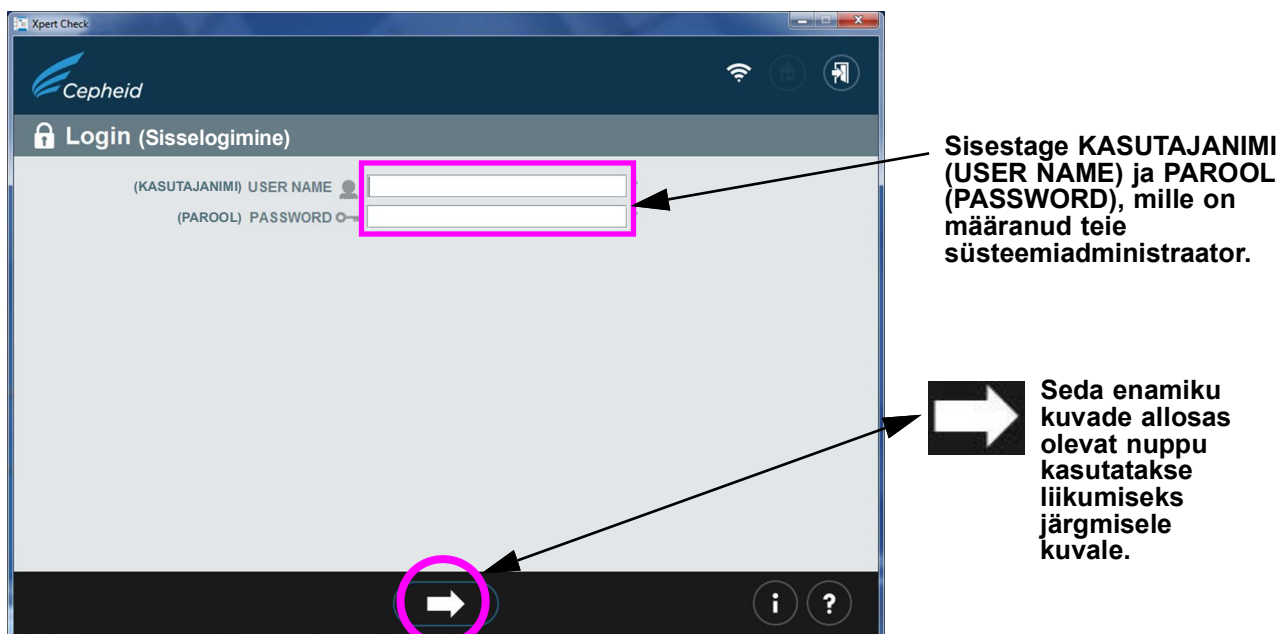 Xpert Check
Cepheid
Login (Sisselogimine)
(KASUTAJANIMI) USER NAME
(PAROOL) PASSWORD
Sisestage KASUTAJANIMI
(USER NAME) ja PAROOL
(PASSWORD), mille on
määranud teie
süsteemiadministraator.
Seda enamiku
kuvade allosas
olevat nuppu
kasutatakse
liikumiseks
järgmisele
kuvale.
i ?